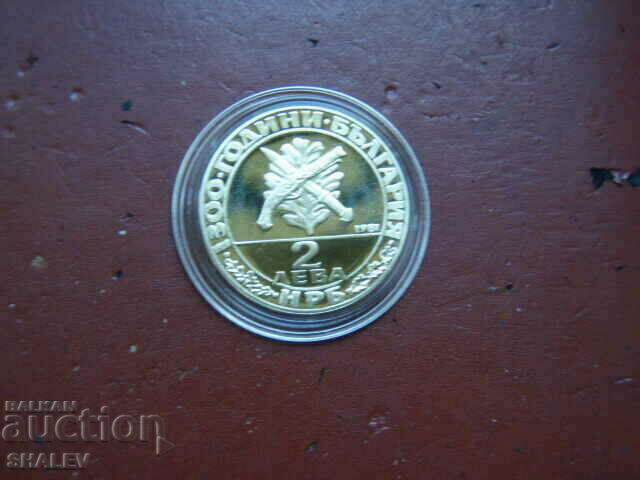 1300·ГОДИНИ·БЪЛГАРИЯ
1981
2
ЛЕВА
НРБ
BALKAN
auction
SHALEV